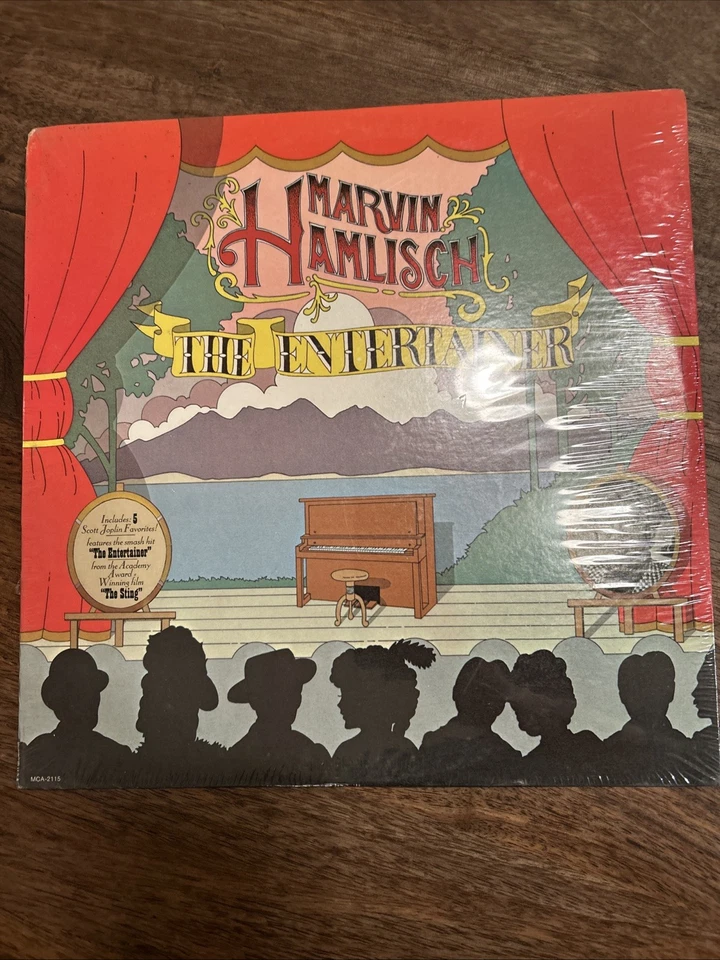 MARVIN
HAMLISCH
THE ENTERTAINER
Includes: 5
Scott Joplin Favorites!
features the smash hit
"The Entertainer"
from the Academy
Award-
Winning film
"The Sting"
MCA-2115